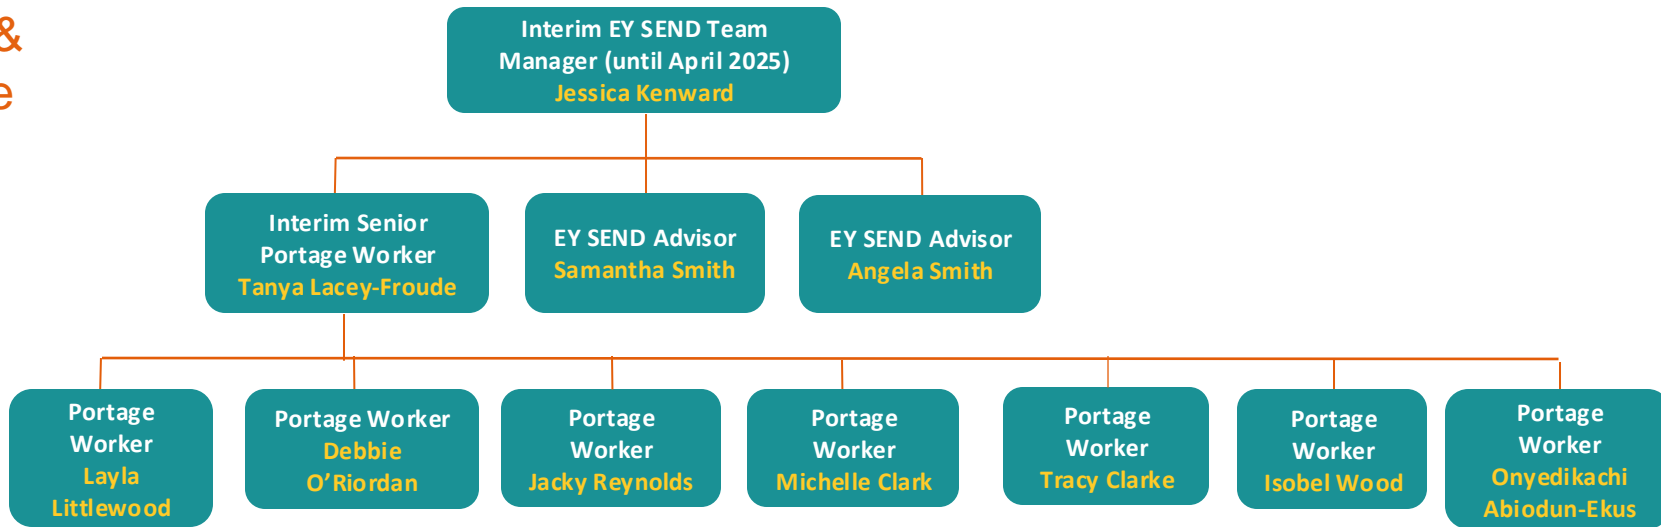 &
e
Interim EY SEND Team
Manager (until April 2025)
Jessica Kenward
Interim Senior
Portage Worker
Tanya Lacey-Froude
EY SEND Advisor
Samantha Smith
EY SEND Advisor
Angela Smith
Portage
Worker
Layla
Littlewood
Portage Worker
Debbie
O’Riordan
Portage
Worker
Jacky Reynolds
Portage
Worker
Michelle Clark
Portage
Worker
Tracy Clarke
Portage
Worker
Isobel Wood
Portage
Worker
Onyedikachi
Abiodun-Ekus